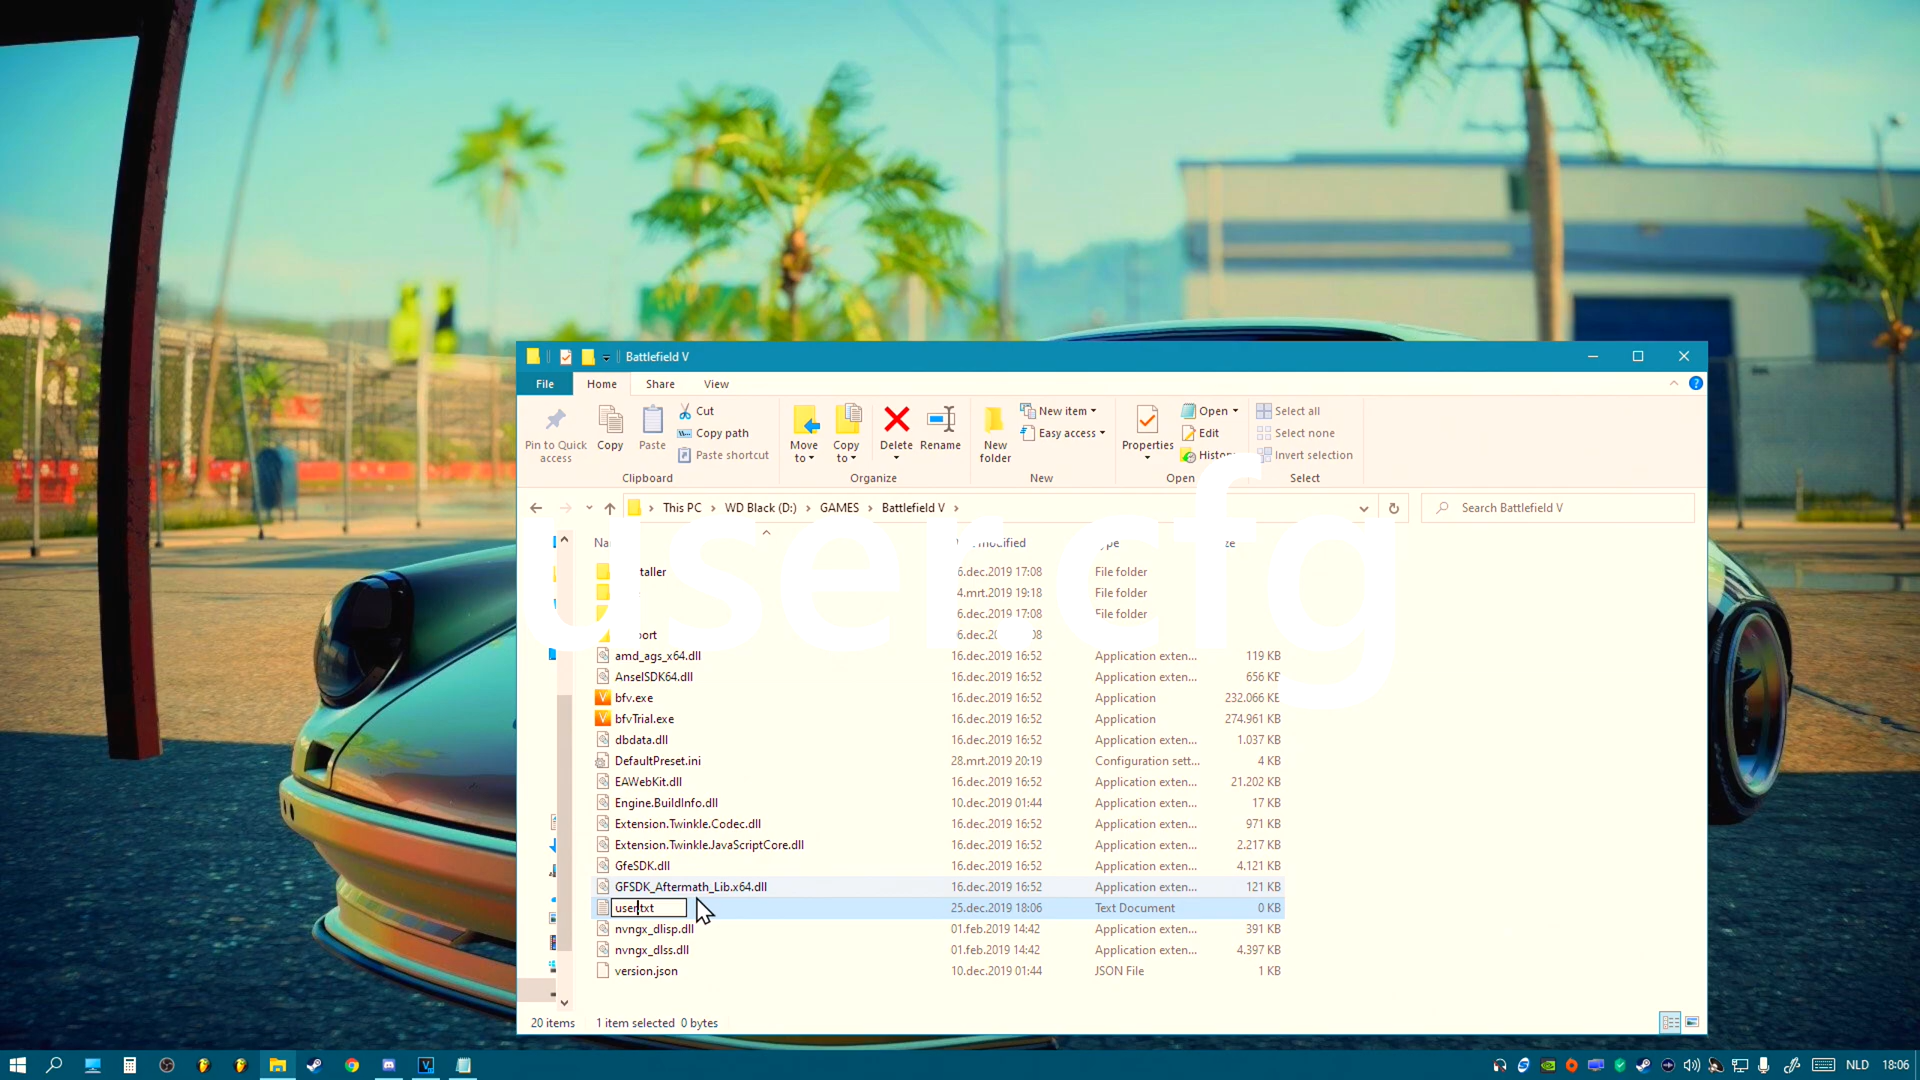 Battlefield V
File Home Share View
Pin to Quick access
Copy
Paste
Cut
Copy path
Paste shortcut
Clipboard
Move to
Copy to
Delete
Rename
Organize
New folder
New item
Easy access
New
Properties
Open
Edit
History
Open
Select all
Select none
Invert selection
Select
This PC WD Black (D:) GAMES Battlefield V
Search Battlefield V
user.cfg
taller 6.dec.2019 17:08 File folder
4.mrt.2019 19:18 File folder
6.dec.2019 17:08 File folder
port
amd_ags_x64.dll 16.dec.2019 16:52 Application exten... 119 KB
AnselSDK64.dll 16.dec.2019 16:52 Application exten... 656 KB
bfv.exe 16.dec.2019 16:52 Application 232.066 KB
bfvTrial.exe 16.dec.2019 16:52 Application 274.961 KB
dbdata.dll 16.dec.2019 16:52 Application exten... 1.037 KB
DefaultPreset.ini 28.mrt.2019 20:19 Configuration sett... 4 KB
EAWebKit.dll 16.dec.2019 16:52 Application exten... 21.202 KB
Engine.BuildInfo.dll 10.dec.2019 01:44 Application exten... 17 KB
Extension.Twinkle.Codec.dll 16.dec.2019 16:52 Application exten... 971 KB
Extension.Twinkle.JavaScriptCore.dll 16.dec.2019 16:52 Application exten... 2.217 KB
GfeSDK.dll 16.dec.2019 16:52 Application exten... 4.121 KB
GFSDK_Aftermath_Lib.x64.dll 16.dec.2019 16:52 Application exten... 121 KB
user.txt 25.dec.2019 18:06 Text Document 0 KB
nvngx_dlisp.dll 01.feb.2019 14:42 Application exten... 391 KB
nvngx_dlss.dll 01.feb.2019 14:42 Application exten... 4.397 KB
version.json 10.dec.2019 01:44 JSON File 1 KB
20 items 1 item selected 0 bytes
NLD 18:06